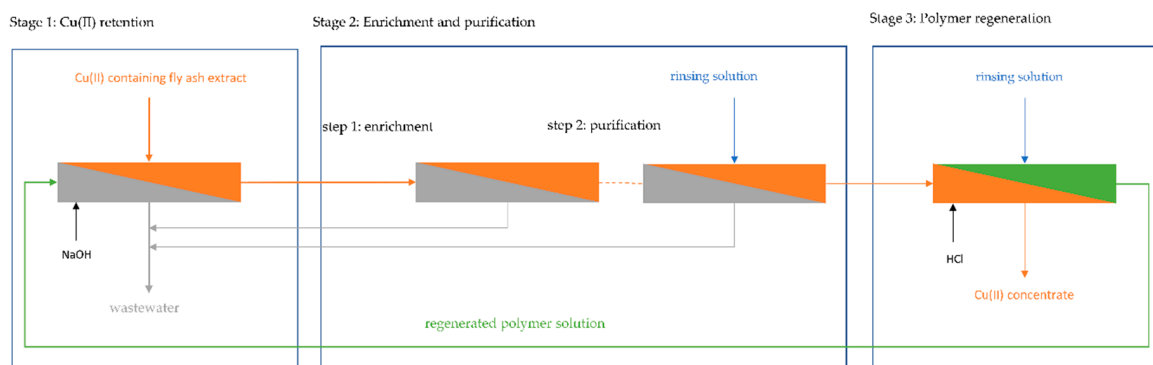 Stage 1: Cu(II) retention
Stage 2: Enrichment and purification
Stage 3: Polymer regeneration
Cu(II) containing fly ash extract
rinsing solution
rinsing solution
step 1: enrichment
step 2: purification
NaOH
HCl
wastewater
Cu(II) concentrate
regenerated polymer solution